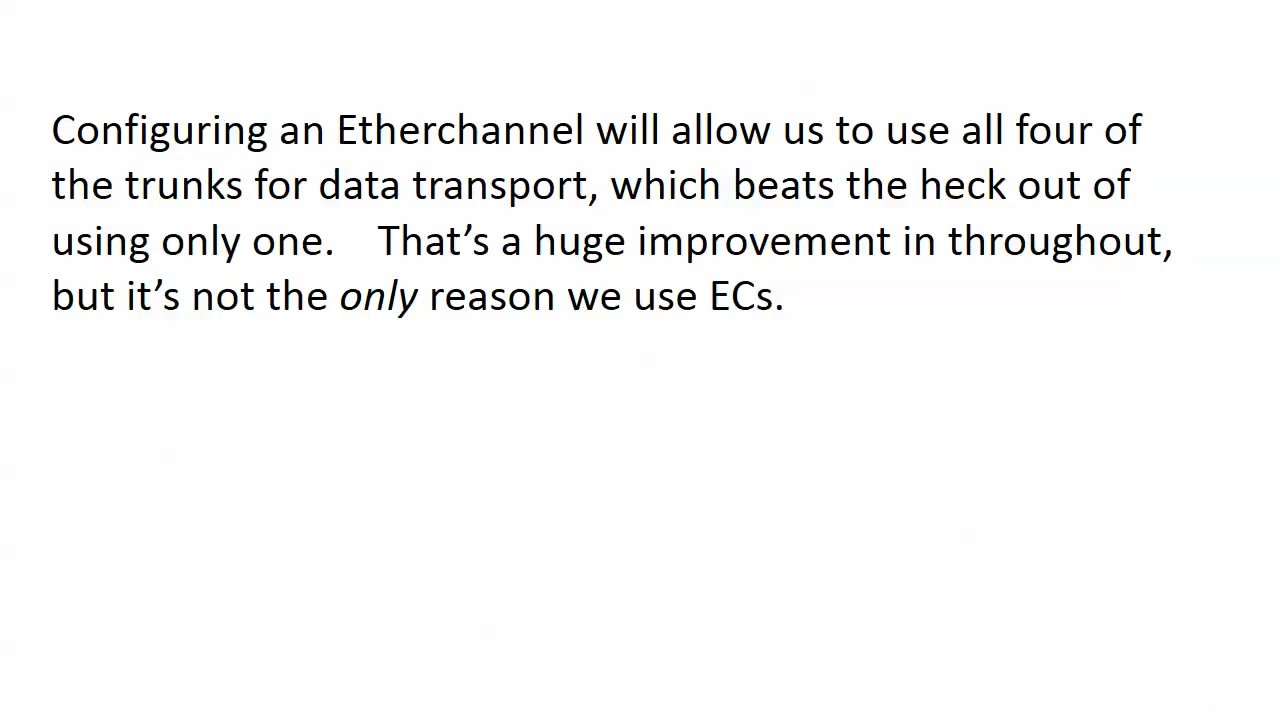 Configuring an Etherchannel will allow us to use all four of
the trunks for data transport, which beats the heck out of
using only one.    That’s a huge improvement in throughout,
but it’s not the only reason we use ECs.